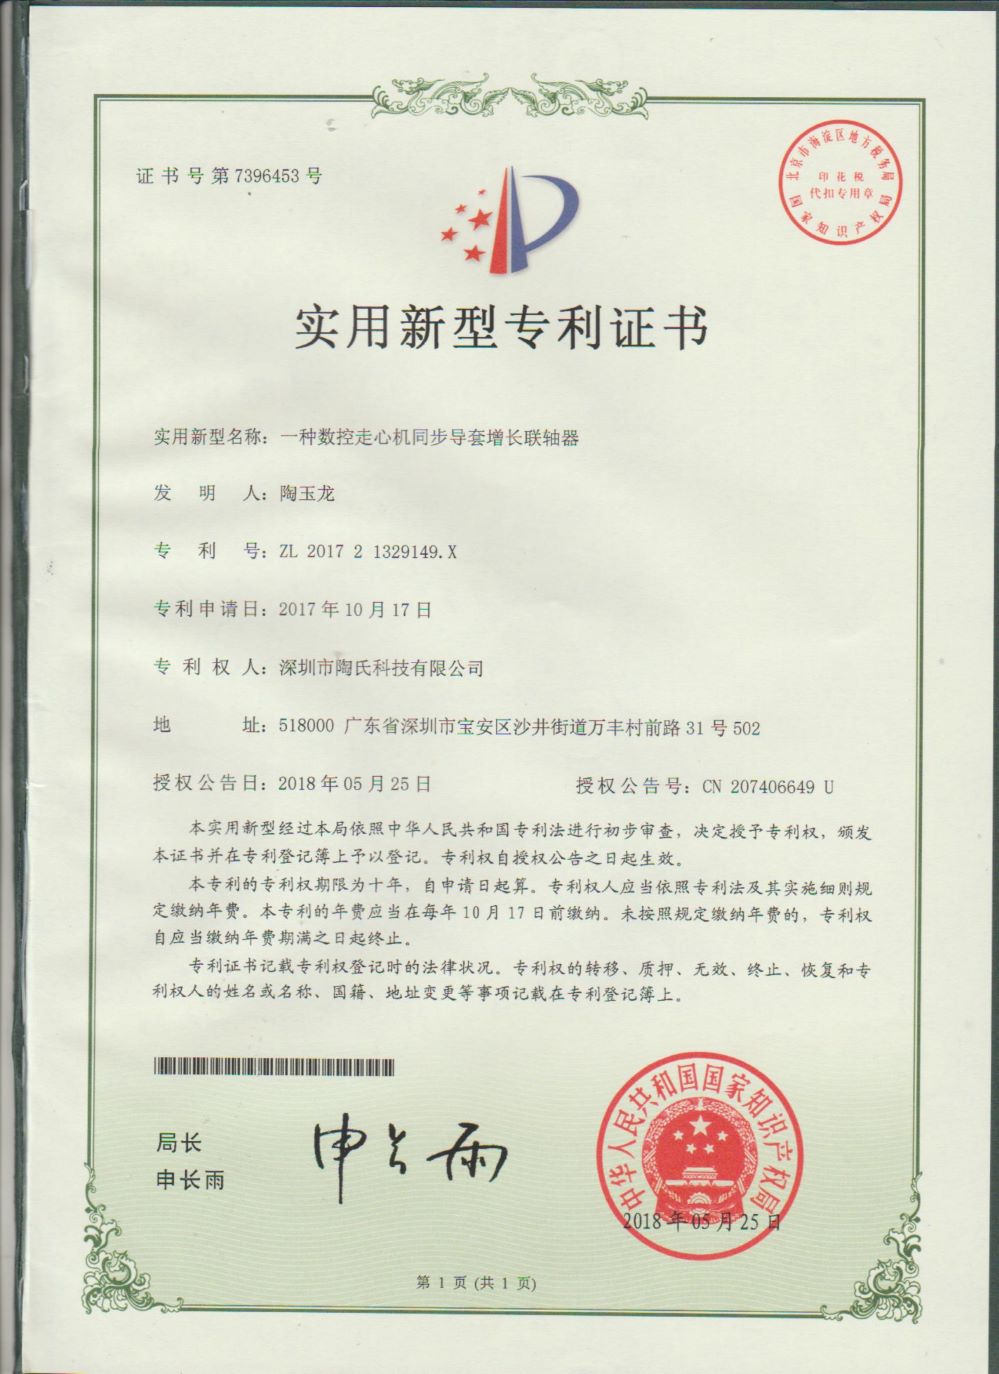 证书号第7396453号
北京市海淀区地方税务局
印花税
代扣专用章
国家知识产权局
实用新型专利证书
实用新型名称：一种数控走心机同步导套增长联轴器
发明人：陶玉龙
专利号：ZL 2017 2 1329149.X
专利申请日：2017年10月17日
专利权人：深圳市陶氏科技有限公司
地址：518000 广东省深圳市宝安区沙井街道万丰村前路31号502
授权公告日：2018年05月25日 授权公告号：CN 207406649 U
本实用新型经过本局依照中华人民共和国专利法进行初步审查，决定授予专利权，颁发
本证书并在专利登记簿上予以登记。专利权自授权公告之日起生效。
本专利的专利权期限为十年，自申请日起算。专利权人应当依照专利法及其实施细则规
定缴纳年费。本专利的年费应当在每年10月17日前缴纳。未按照规定缴纳年费的，专利权
自应当缴纳年费期满之日起终止。
专利证书记载专利权登记时的法律状况。专利权的转移、质押、无效、终止、恢复和专
利权人的姓名或名称、国籍、地址变更等事项记载在专利登记簿上。
局长
申长雨
申长雨
中华人民共和国国家知识产权局
2018年05月25日
第1页(共1页)